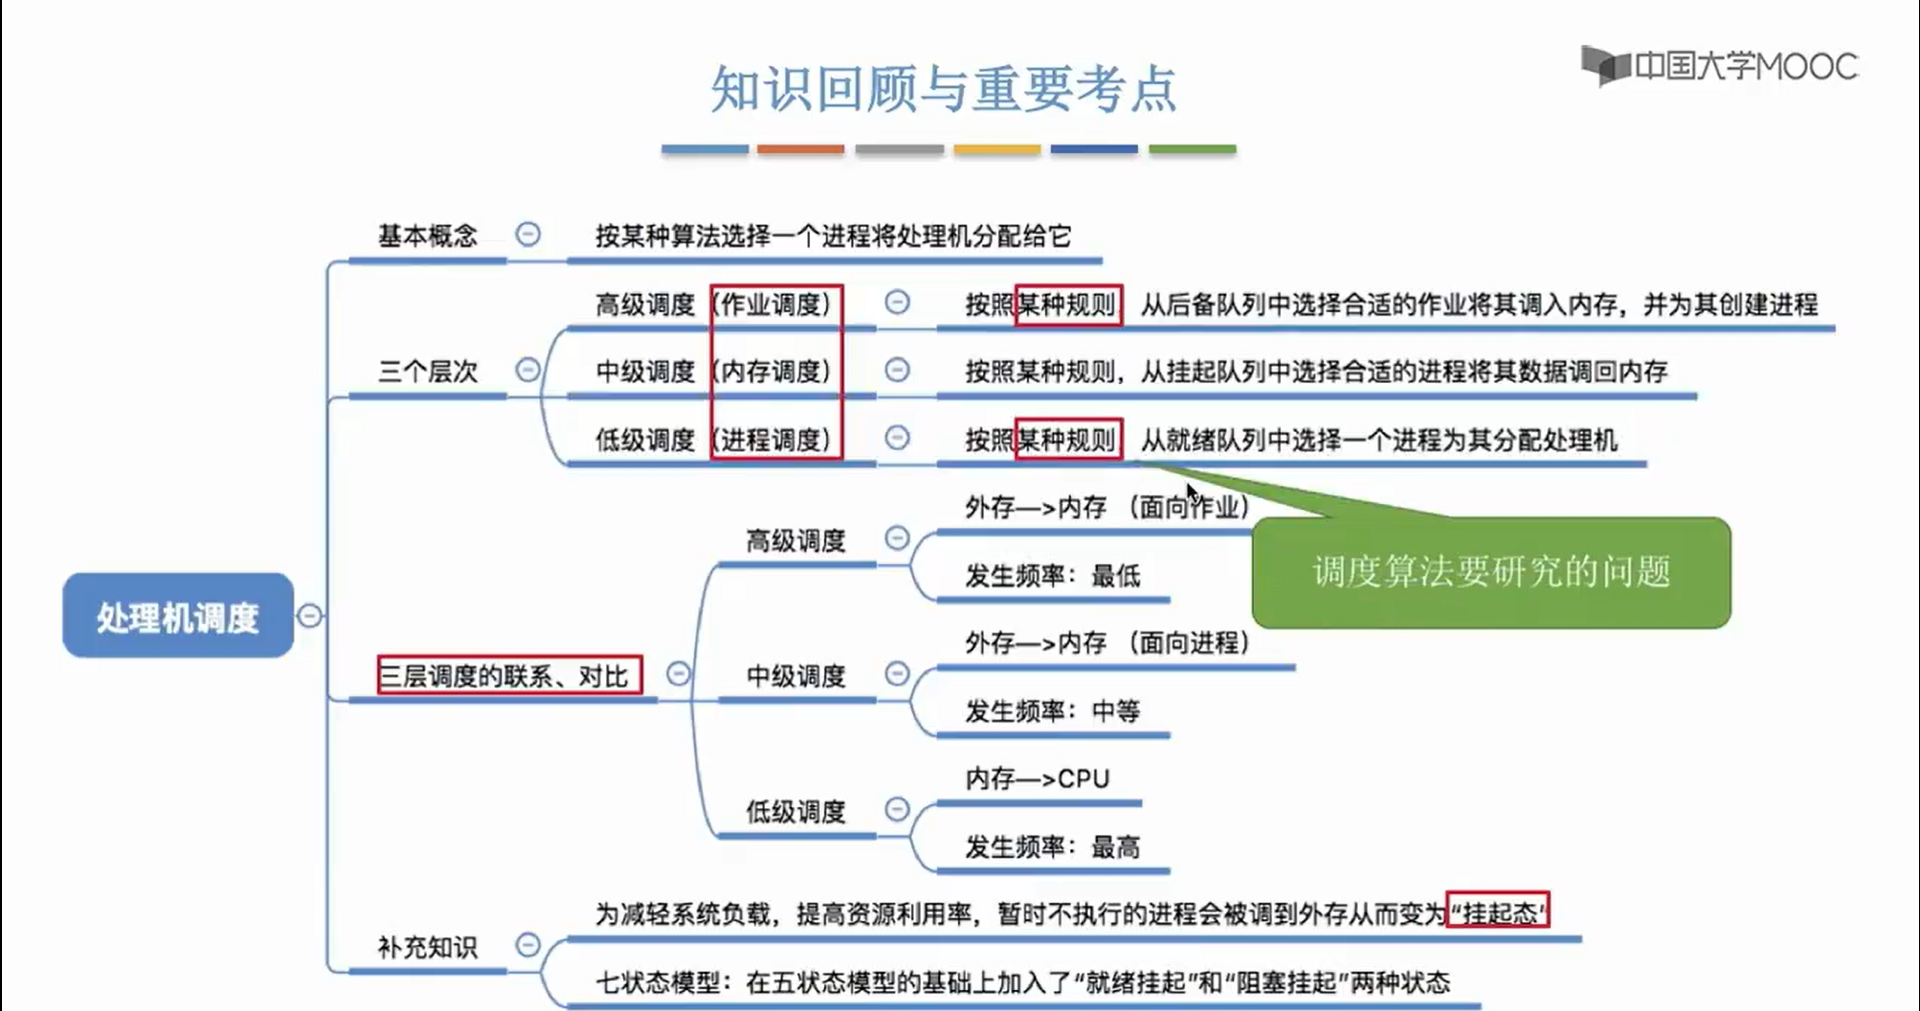 中国大学MOOC
知识回顾与重要考点
基本概念
按某种算法选择一个进程将处理机分配给它
高级调度（作业调度）
按照某种规则，从后备队列中选择合适的作业将其调入内存，并为其创建进程
三个层次
中级调度（内存调度）
按照某种规则，从挂起队列中选择合适的进程将其数据调回内存
低级调度（进程调度）
按照某种规则，从就绪队列中选择一个进程为其分配处理机
外存—>内存 （面向作业）
高级调度
发生频率：最低
调度算法要研究的问题
处理机调度
外存—>内存 （面向进程）
三层调度的联系、对比
中级调度
发生频率：中等
内存—>CPU
低级调度
发生频率：最高
为减轻系统负载，提高资源利用率，暂时不执行的进程会被调到外存从而变为“挂起态”
补充知识
七状态模型：在五状态模型的基础上加入了“就绪挂起”和“阻塞挂起”两种状态